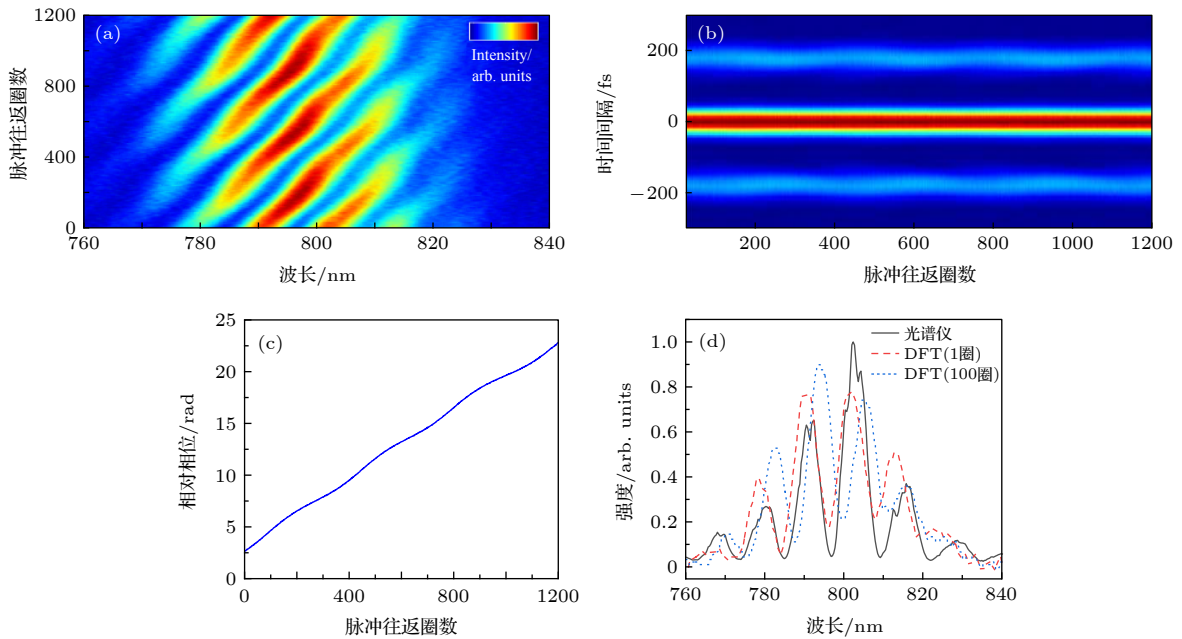 (a)
Intensity/
arb. units
脉冲往返圈数
1200
900
600
400
0
760
780
800
820
840
波长/nm
(b)
时间间隔/fs
200
0
−200
200
400
600
800
1000
1200
脉冲往返圈数
(c)
相对相位/rad
25
20
15
10
5
0
0
400
800
1200
脉冲往返圈数
(d)
光谱仪
DFT(1圈)
DFT(100圈)
强度/arb. units
1.0
0.8
0.6
0.4
0.2
0
760
780
800
820
840
波长/nm